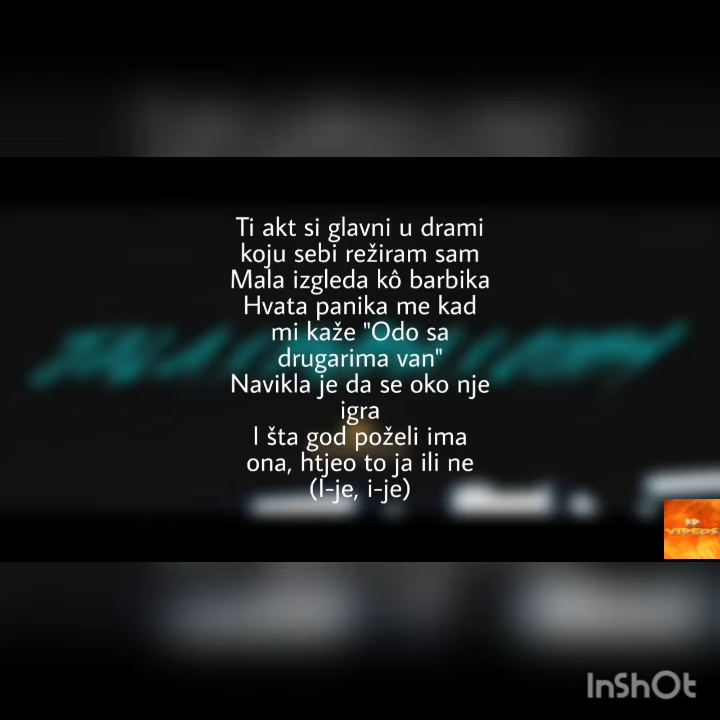 Ti akt si glavni u drami
koju sebi režiram sam
Mala izgleda kô barbika
Hvata panika me kad
mi kaže "Odo sa
drugarima van"
Navikla je da se oko nje
igra
I šta god poželi ima
ona, htjeo to ja ili ne
(I-je, i-je)
VIDEOS
InShOt